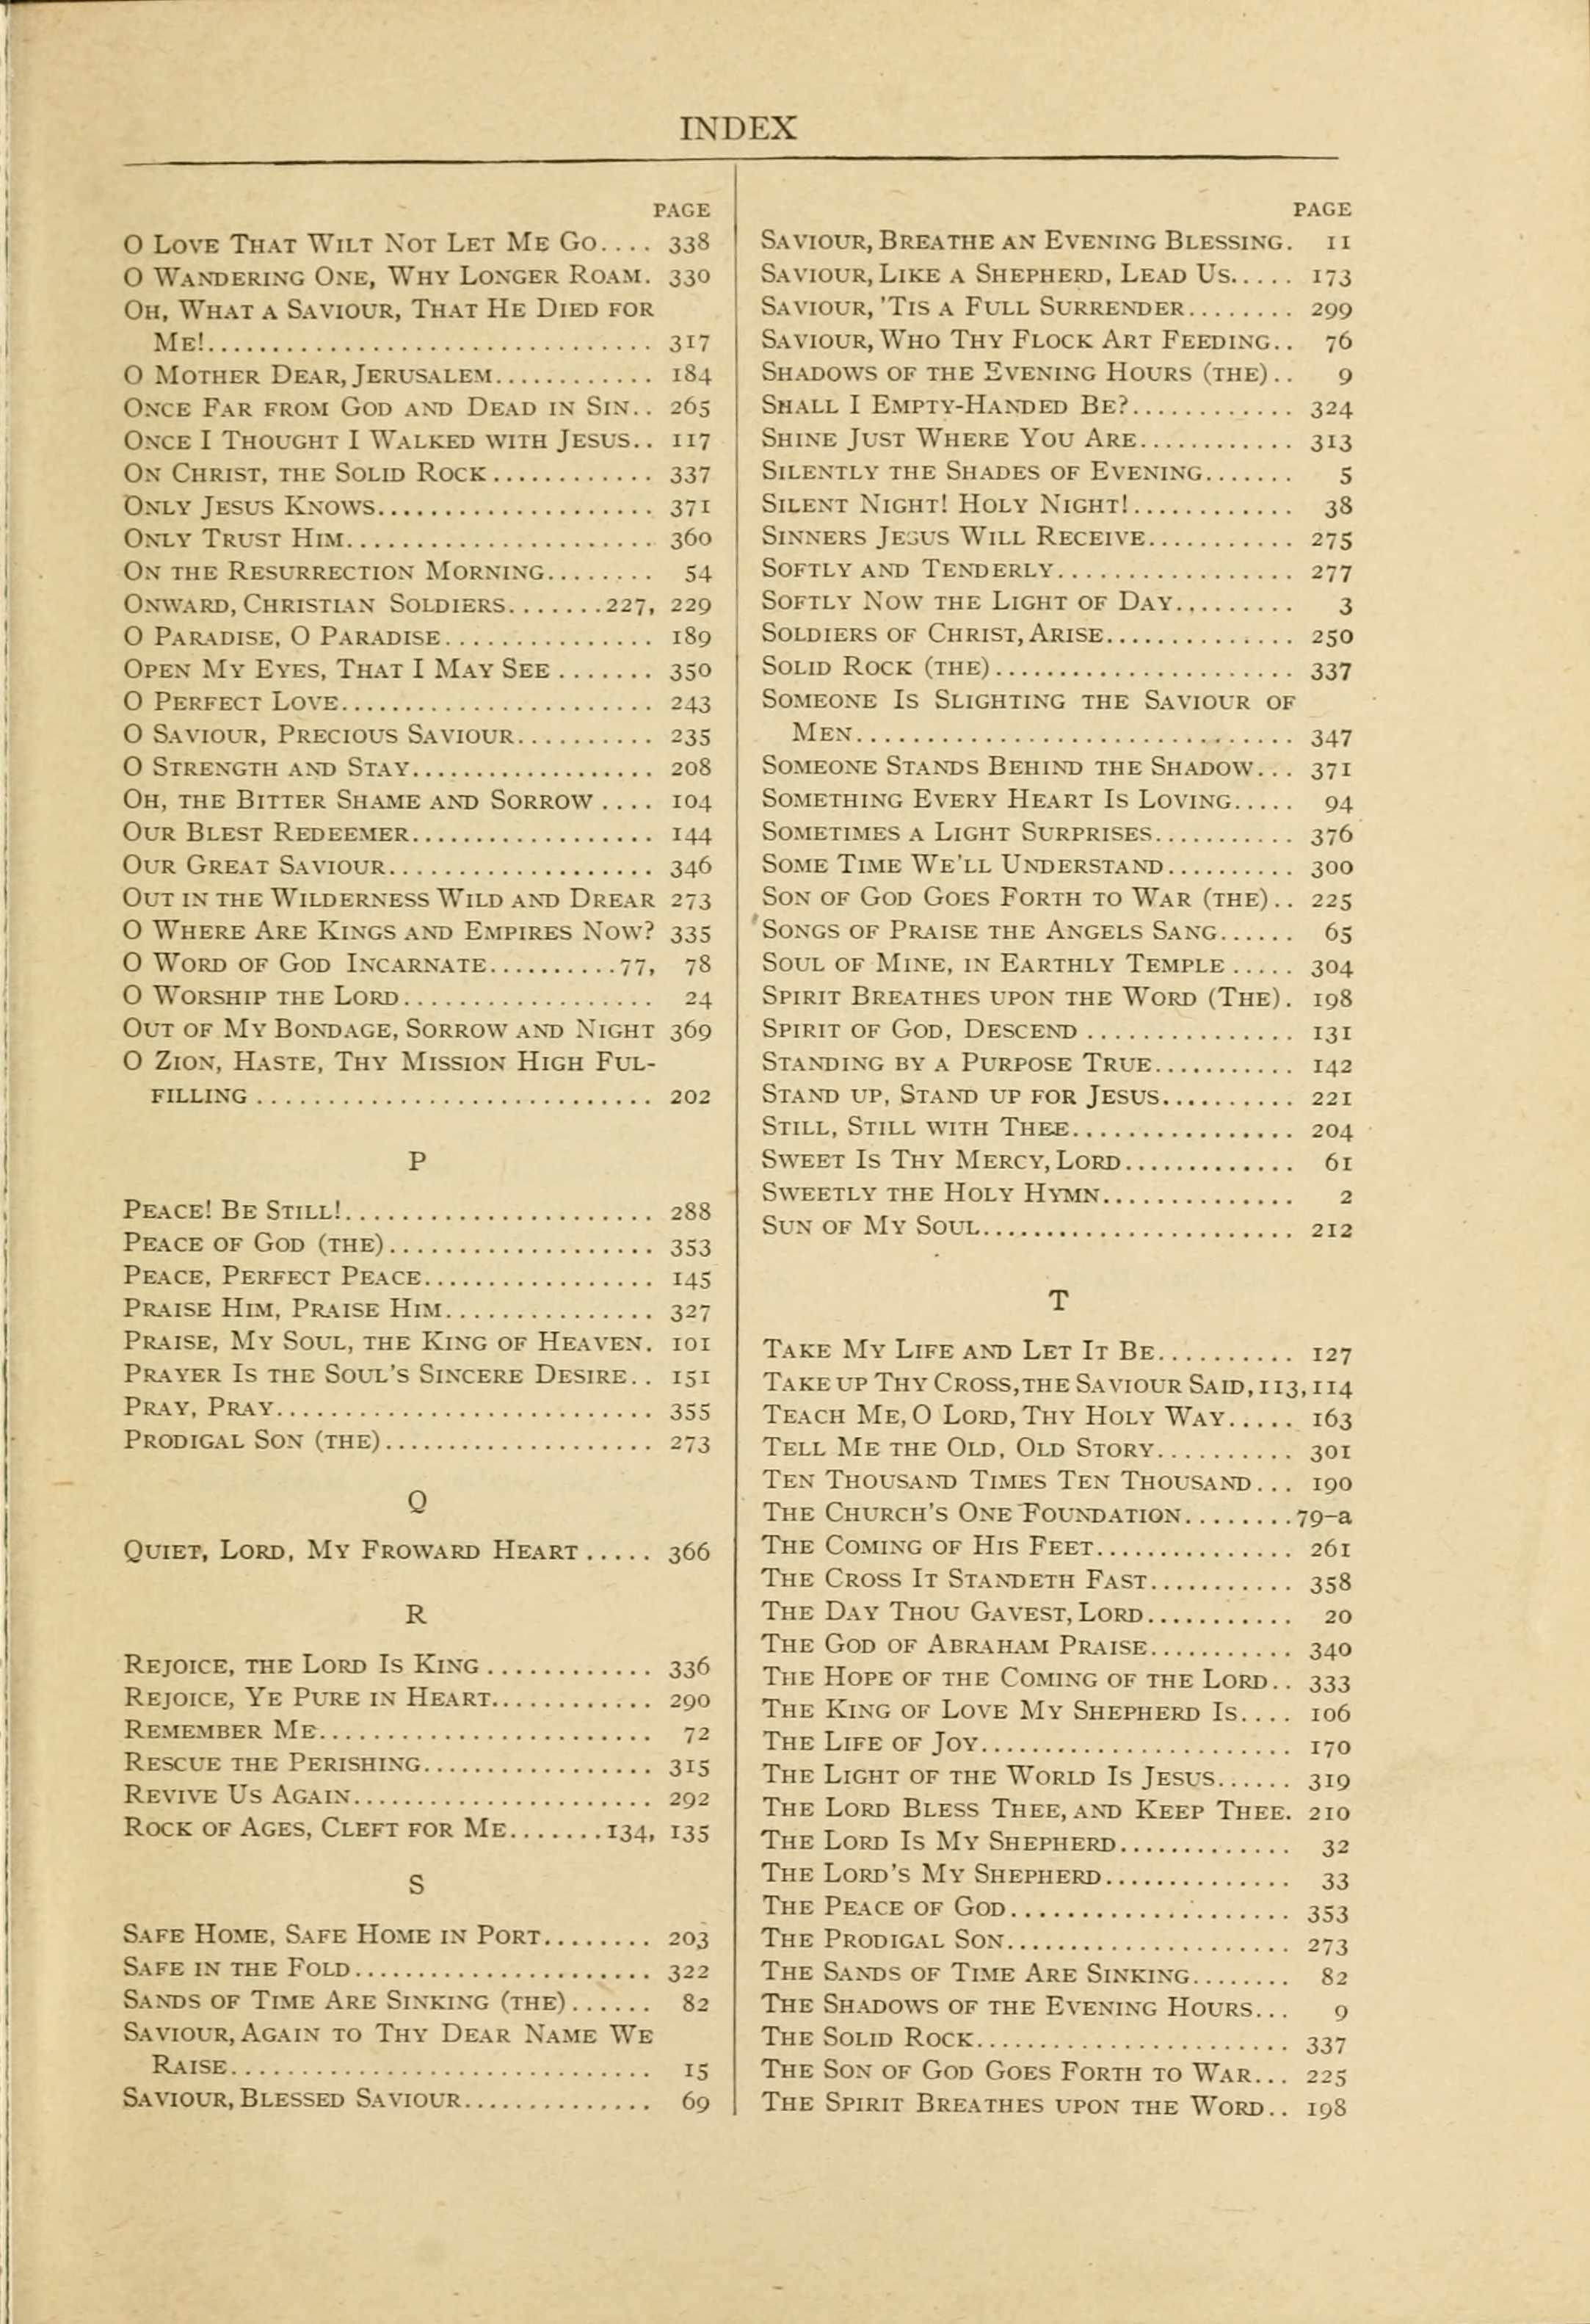 INDEX
PAGE
O Love That Wilt Not Let Me Go.... 338
O Wandering One, Why Longer Roam. 330
Oh, What a Saviour, That He Died for
Me!.................................. 317
O Mother Dear, Jerusalem............ 184
Once Far from God and Dead in Sin.. 265
Once I Thought I Walked with Jesus.. 117
On Christ, the Solid Rock............. 337
Only Jesus Knows...................... 371
Only Trust Him........................ 360
On the Resurrection Morning........ 54
Onward, Christian Soldiers.......227, 229
O Paradise, O Paradise................ 189
Open My Eyes, That I May See ....... 350
O Perfect Love........................ 243
O Saviour, Precious Saviour........... 235
O Strength and Stay................... 208
Oh, the Bitter Shame and Sorrow .... 104
Our Blest Redeemer................... 144
Our Great Saviour..................... 346
Out in the Wilderness Wild and Drear 273
O Where Are Kings and Empires Now? 335
O Word of God Incarnate..........77, 78
O Worship the Lord................... 24
Out of My Bondage, Sorrow and Night 369
O Zion, Haste, Thy Mission High Ful-
filling .............................. 202
P
Peace! Be Still!........................ 288
Peace of God (the)..................... 353
Peace, Perfect Peace.................. 145
Praise Him, Praise Him................ 327
Praise, My Soul, the King of Heaven. 101
Prayer Is the Soul's Sincere Desire.. 151
Pray, Pray............................. 355
Prodigal Son (the)..................... 273
Q
Quiet, Lord, My Froward Heart ..... 366
R
Rejoice, the Lord Is King ............. 336
Rejoice, Ye Pure in Heart............. 290
Remember Me.......................... 72
Rescue the Perishing.................. 315
Revive Us Again....................... 292
Rock of Ages, Cleft for Me.......134, 135
S
Safe Home, Safe Home in Port......... 203
Safe in the Fold....................... 322
Sands of Time Are Sinking (the)...... 82
Saviour, Again to Thy Dear Name We
Raise................................. 15
Saviour, Blessed Saviour............... 69
PAGE
Saviour, Breathe an Evening Blessing. 11
Saviour, Like a Shepherd, Lead Us..... 173
Saviour, 'Tis a Full Surrender........ 299
Saviour, Who Thy Flock Art Feeding.. 76
Shadows of the Evening Hours (the).. 9
Shall I Empty-Handed Be?............. 324
Shine Just Where You Are............ 313
Silently the Shades of Evening....... 5
Silent Night! Holy Night!............. 38
Sinners Jesus Will Receive........... 275
Softly and Tenderly.................. 277
Softly Now the Light of Day......... 3
Soldiers of Christ, Arise............... 250
Solid Rock (the)....................... 337
Someone Is Slighting the Saviour of
Men................................. 347
Someone Stands Behind the Shadow... 371
Something Every Heart Is Loving..... 94
Sometimes a Light Surprises........... 376
Some Time We'll Understand.......... 300
Son of God Goes Forth to War (the).. 225
Songs of Praise the Angels Sang...... 65
Soul of Mine, in Earthly Temple ..... 304
Spirit Breathes upon the Word (The). 198
Spirit of God, Descend ................ 131
Standing by a Purpose True........... 142
Stand up, Stand up for Jesus.......... 221
Still, Still with Thee................. 204
Sweet Is Thy Mercy, Lord............. 61
Sweetly the Holy Hymn............... 2
Sun of My Soul........................ 212
T
Take My Life and Let It Be........... 127
Take up Thy Cross, the Saviour Said, 113, 114
Teach Me, O Lord, Thy Holy Way..... 163
Tell Me the Old, Old Story........... 301
Ten Thousand Times Ten Thousand... 190
The Church's One Foundation........79-a
The Coming of His Feet............... 261
The Cross It Standeth Fast........... 358
The Day Thou Gavest, Lord........... 20
The God of Abraham Praise........... 340
The Hope of the Coming of the Lord.. 333
The King of Love My Shepherd Is.... 106
The Life of Joy........................ 170
The Light of the World Is Jesus...... 319
The Lord Bless Thee, and Keep Thee. 210
The Lord Is My Shepherd............. 32
The Lord's My Shepherd.............. 33
The Peace of God..................... 353
The Prodigal Son...................... 273
The Sands of Time Are Sinking........ 82
The Shadows of the Evening Hours... 9
The Solid Rock........................ 337
The Son of God Goes Forth to War... 225
The Spirit Breathes upon the Word.. 198